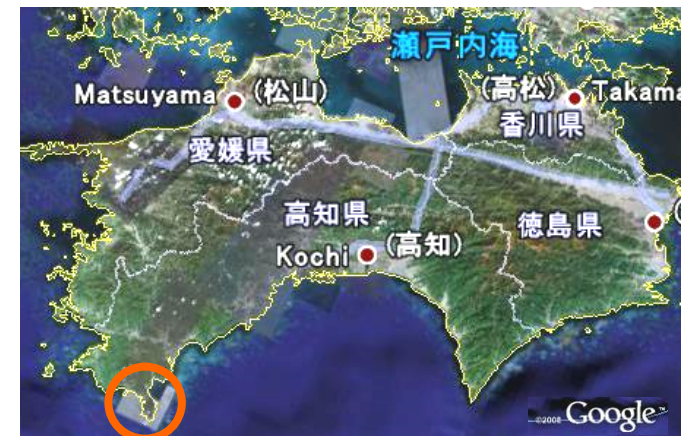 瀬戸内海
Matsuyama (松山)
(高松) Takama
香川県
愛媛県
高知県
徳島県
(
Kochi (高知)
©2008 Google™